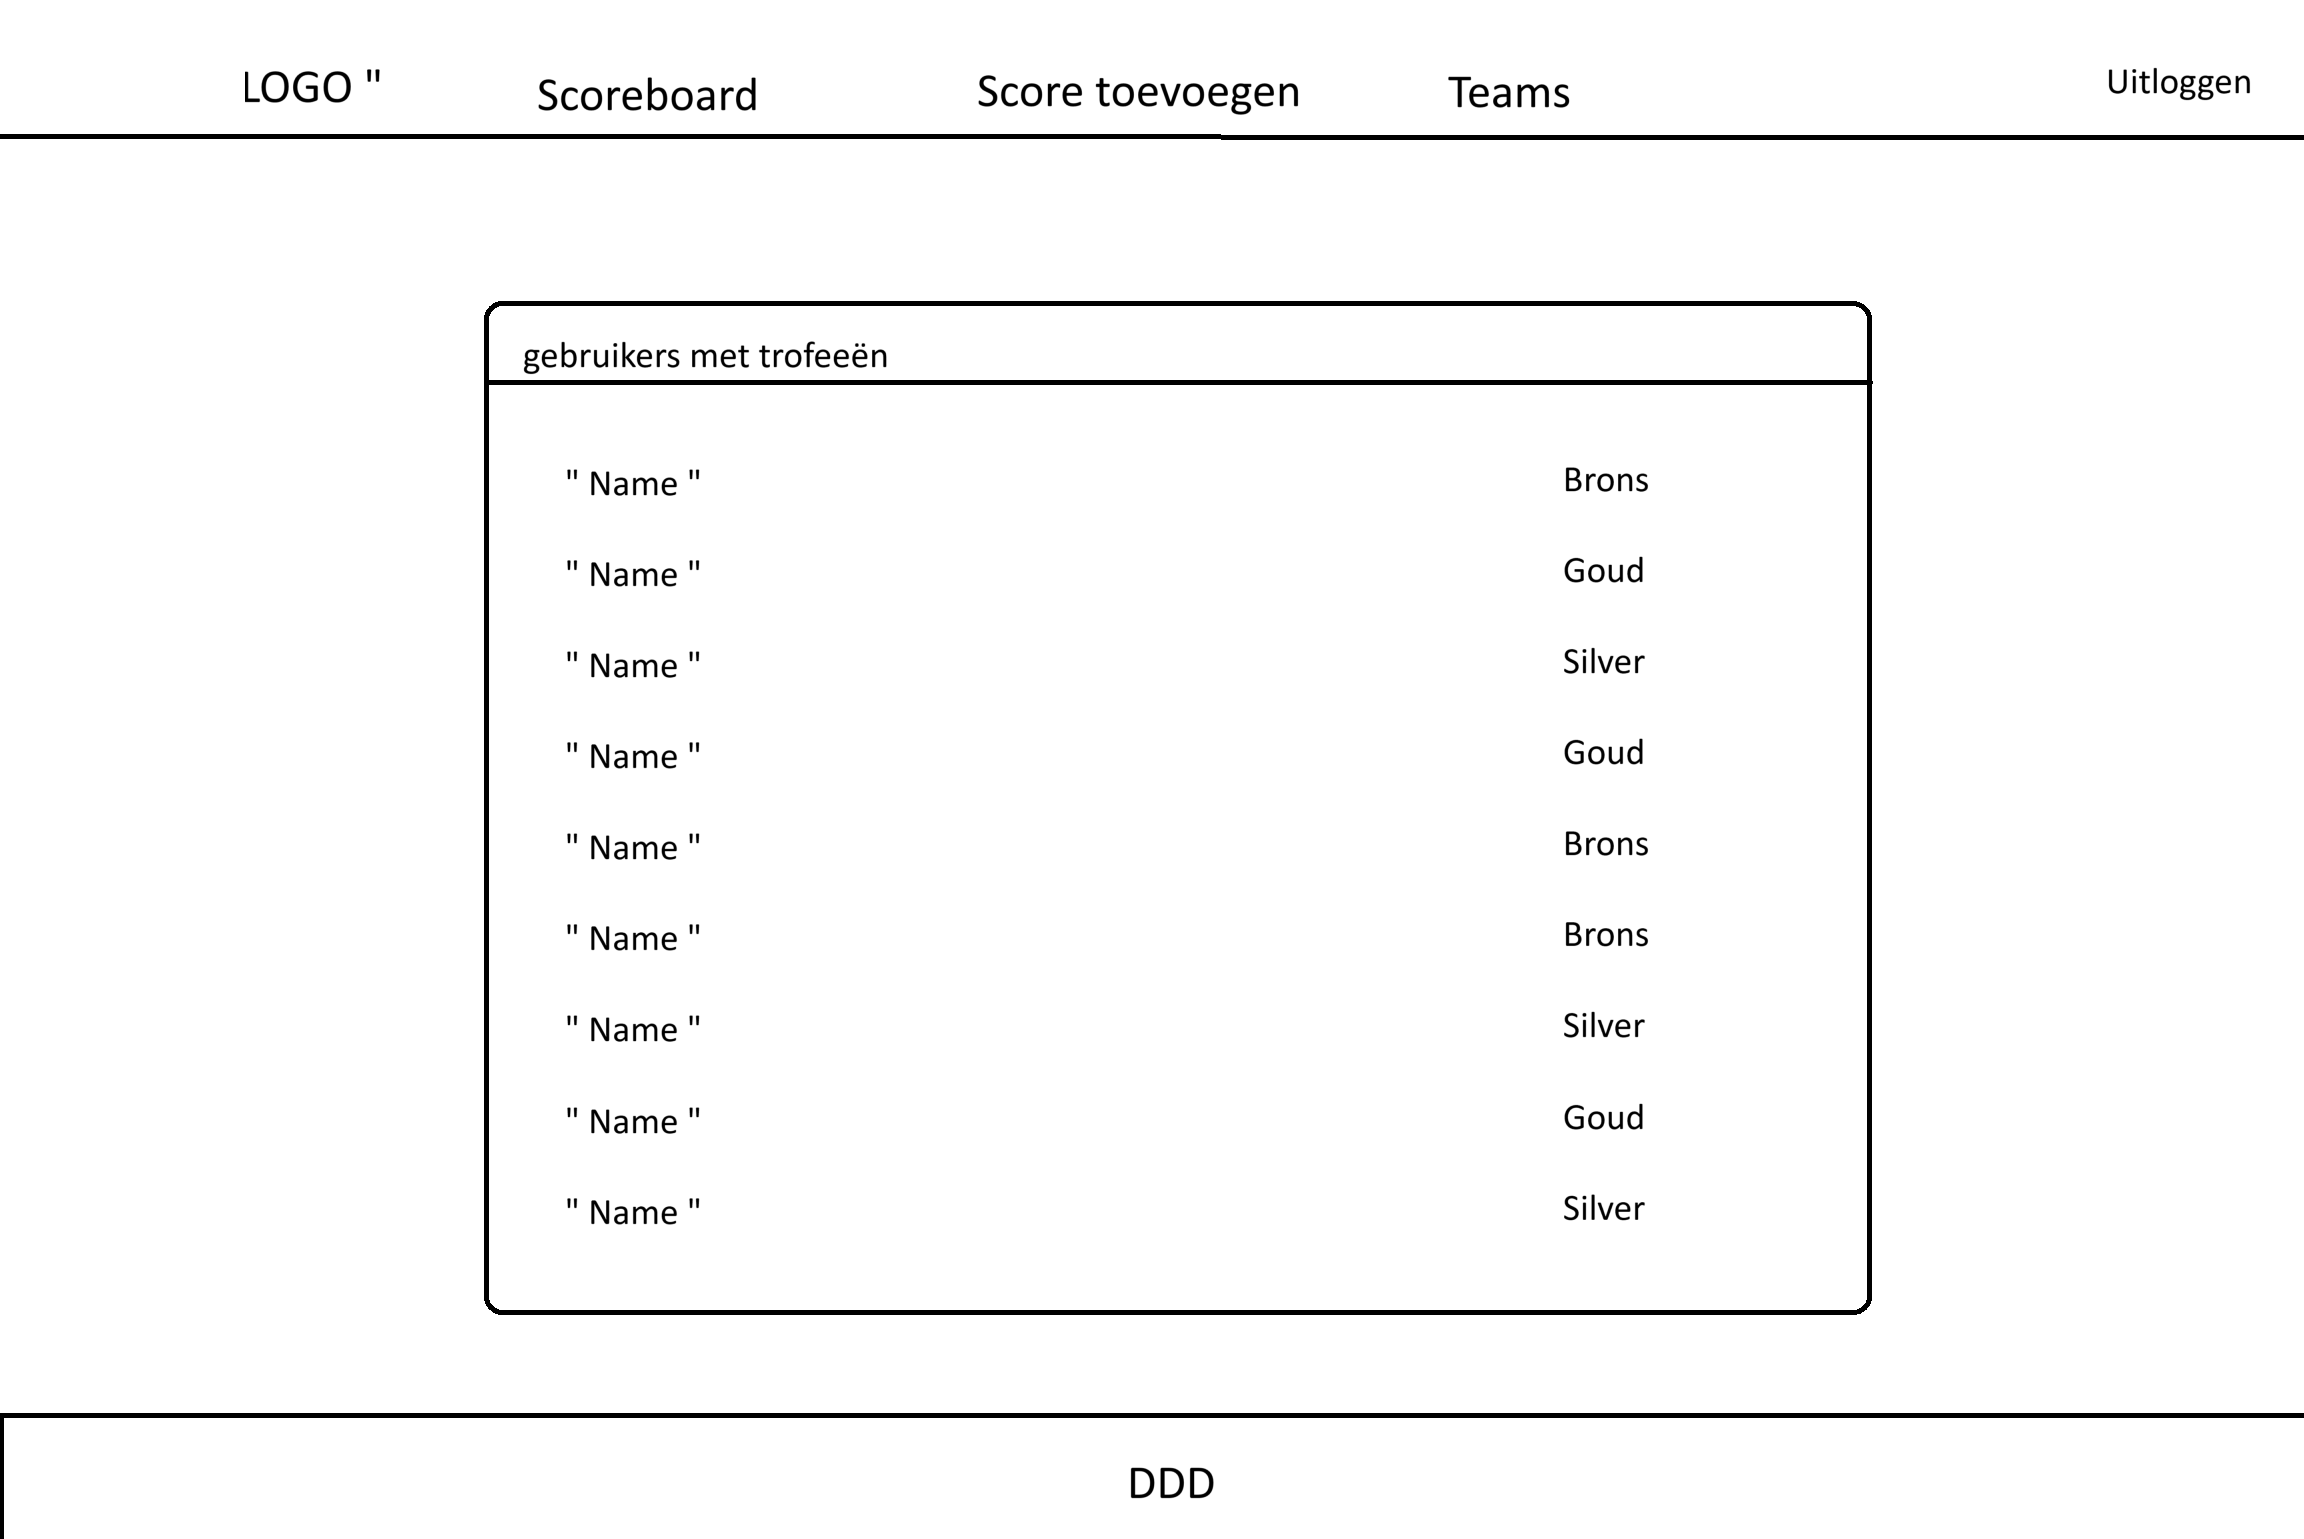 LOGO "
Scoreboard
Score toevoegen
Teams
Uitloggen
gebruikers met trofeeën
" Name " Brons
" Name " Goud
" Name " Silver
" Name " Goud
" Name " Brons
" Name " Brons
" Name " Silver
" Name " Goud
" Name " Silver
DDD